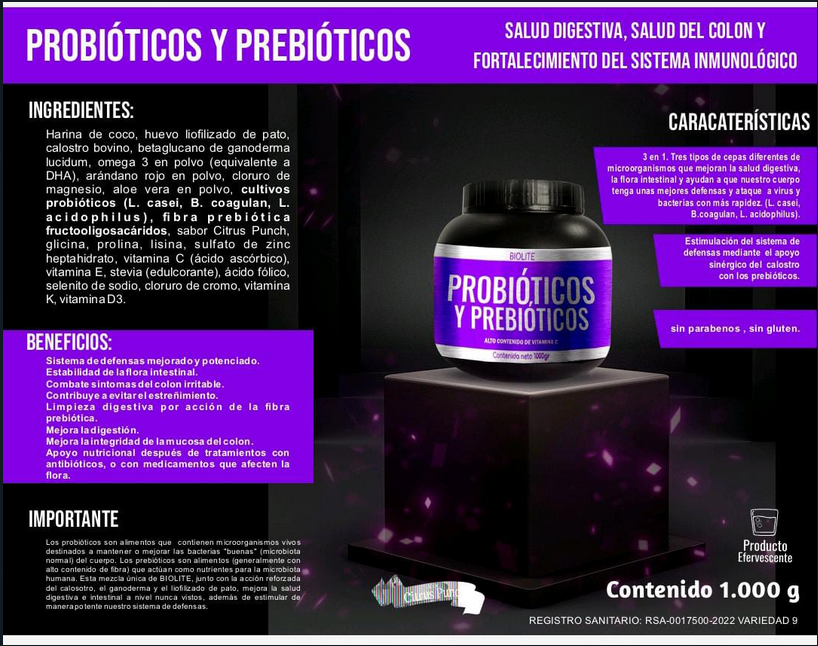 PROBIÓTICOS Y PREBIÓTICOS
SALUD DIGESTIVA, SALUD DEL COLON Y
FORTALECIMIENTO DEL SISTEMA INMUNOLÓGICO
INGREDIENTES:
Harina de coco, huevo liofilizado de pato,
calostro bovino, betaglucano de ganoderma
lucidum, omega 3 en polvo (equivalente a
DHA), arándano rojo en polvo, cloruro de
magnesio, aloe vera en polvo, cultivos
probióticos (L. casei, B. coagulan, L.
acidophilus), fibra prebiótica
fructooligosacáridos, sabor Citrus Punch,
glicina, prolina, lisina, sulfato de zinc
heptahidrato, vitamina C (ácido ascórbico),
vitamina E, stevia (edulcorante), ácido fólico,
selenito de sodio, cloruro de cromo, vitamina
K, vitamina D3.
BENEFICIOS:
Sistema de defensas mejorado y potenciado.
Estabilidad de la flora intestinal.
Combate síntomas del colon irritable.
Contribuye a evitar el estreñimiento.
Limpieza digestiva por acción de la fibra
prebiótica.
Mejora la digestión.
Mejora la integridad de la mucosa del colon.
Apoyo nutricional después de tratamientos con
antibióticos, o con medicamentos que afecten la
flora.
IMPORTANTE
Los probióticos son alimentos que contienen microorganismos vivos
destinados a mantener o mejorar las bacterias "buenas" (microbiota
normal) del cuerpo. Los prebióticos son alimentos (generalmente con
alto contenido de fibra) que actúan como nutrientes para la microbiota
humana. Esta mezcla única de BIOLITE, junto con la acción reforzada
del calosotro, el ganoderma y el liofilizado de pato, mejora la salud
digestiva e intestinal a nivel nunca vistos, además de estimular de
manera potente nuestro sistema de defensas.
BIOLITE
PROBIÓTICOS
Y PREBIÓTICOS
ALTO CONTENIDO DE VITAMINA C
Contenido neto 1000gr
CARACATERÍSTICAS
3 en 1. Tres tipos de cepas diferentes de
microorganismos que mejoran la salud digestiva,
la flora intestinal y ayudan a que nuestro cuerpo
tenga unas mejores defensas y ataque a virus y
bacterias con más rapidez. (L. casei,
B.coagulan, L. acidophilus).
Estimulación del sistema de
defensas mediante el apoyo
sinérgico del calostro
con los prebióticos.
sin parabenos , sin gluten.
Producto
Efervescente
Citrus Punch
Contenido 1.000 g
REGISTRO SANITARIO: RSA-0017500-2022 VARIEDAD 9